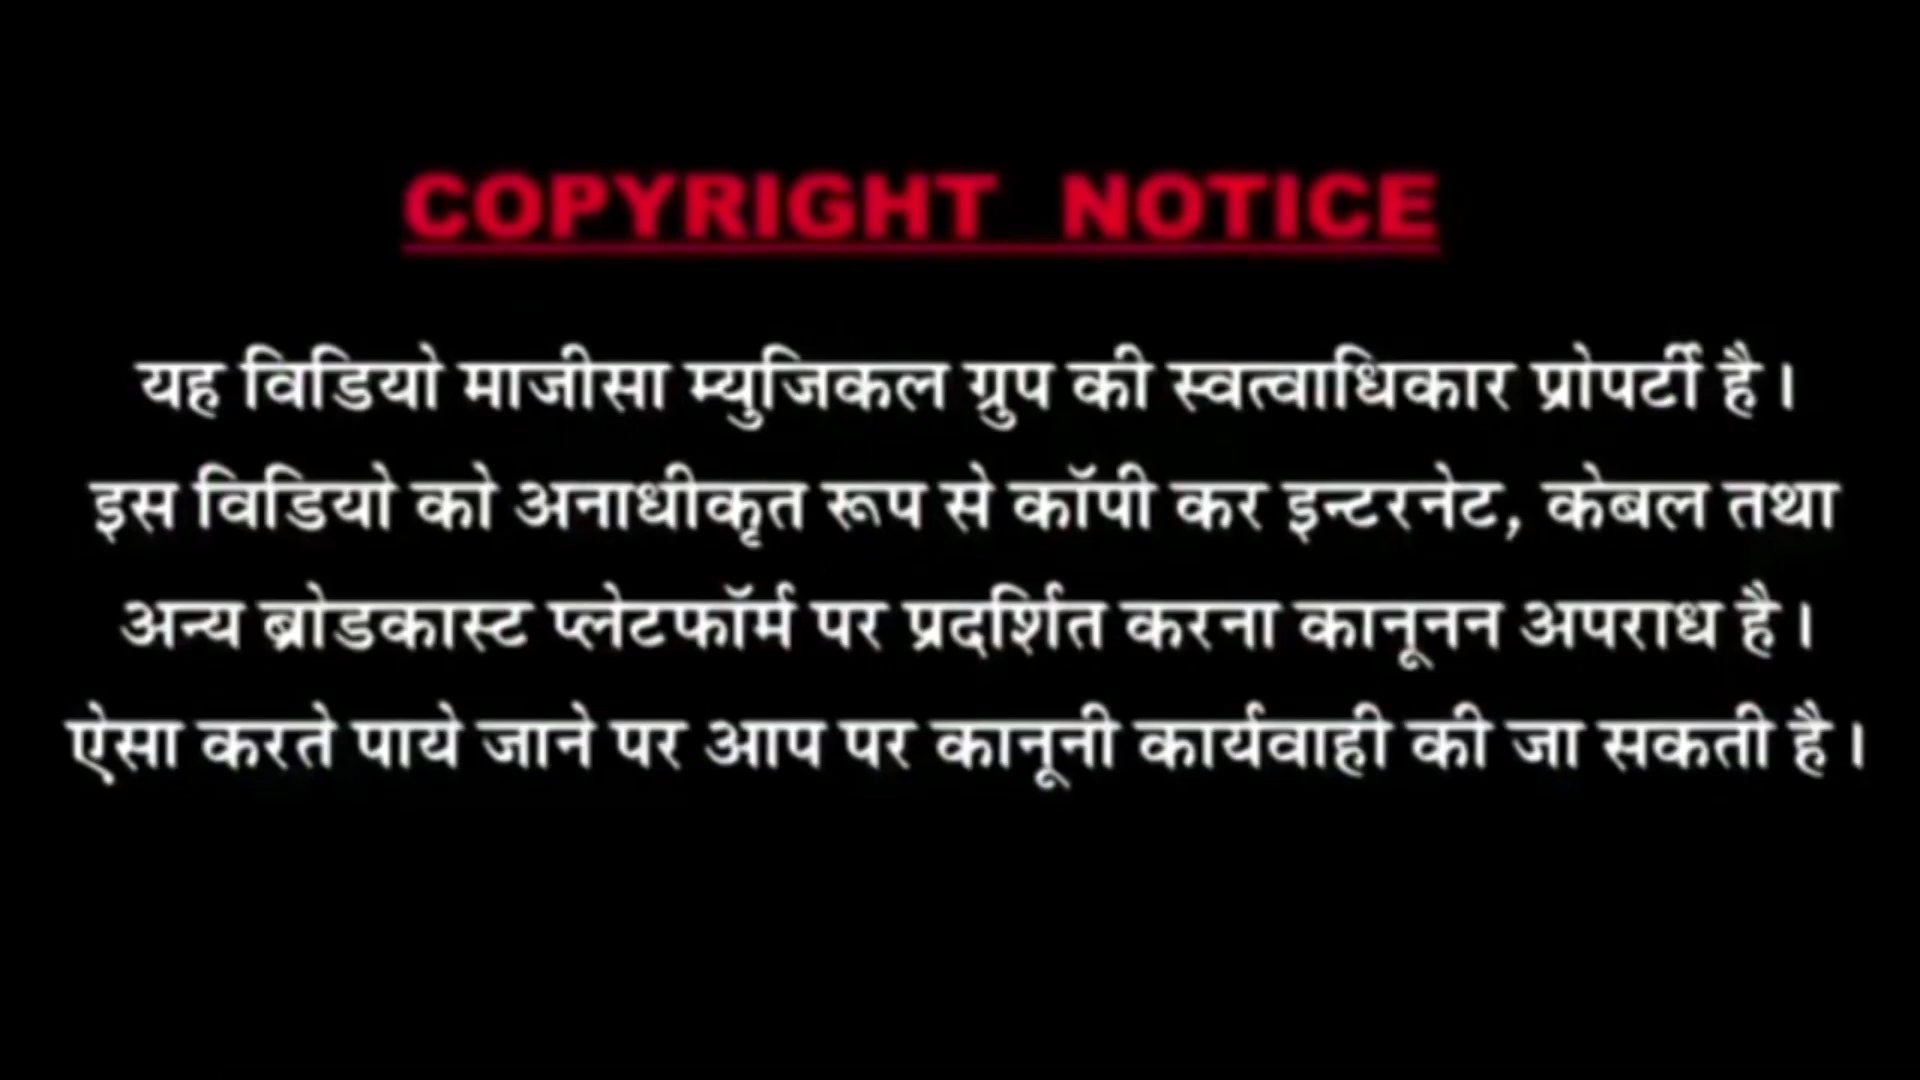 COPYRIGHT NOTICE
यह विडियो माजीसा म्युजिकल ग्रुप की स्वत्वाधिकार प्रोपर्टी है।
इस विडियो को अनाधीकृत रूप से कॉपी कर इन्टरनेट, केबल तथा
अन्य ब्रोडकास्ट प्लेटफॉर्म पर प्रदर्शित करना कानूनन अपराध है।
ऐसा करते पाये जाने पर आप पर कानूनी कार्यवाही की जा सकती है।